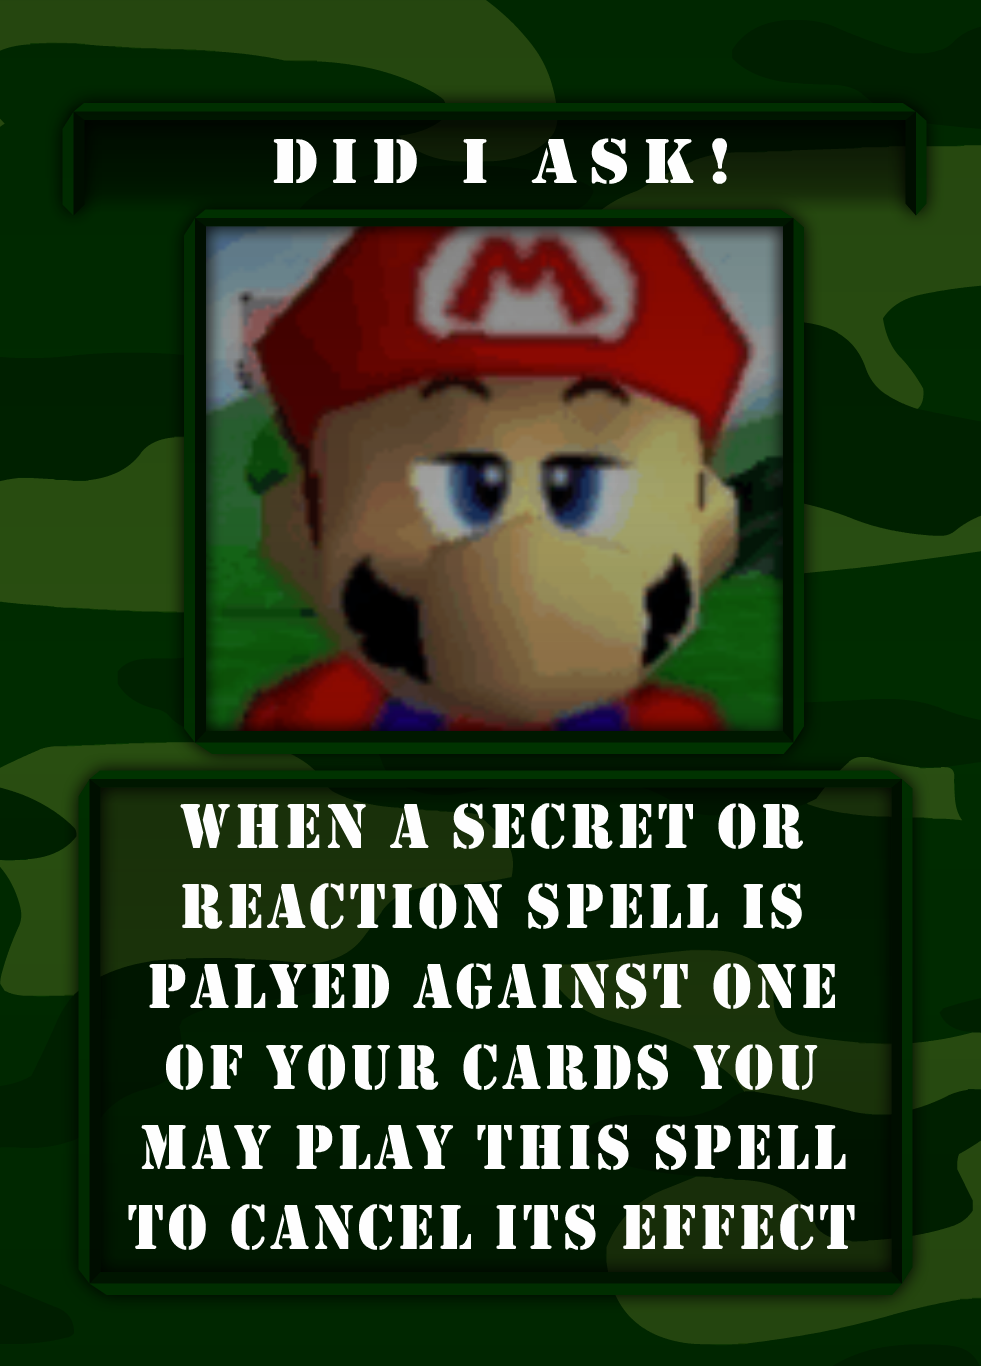 DID I ASK!
M
WHEN A SECRET OR
REACTION SPELL IS
PALYED AGAINST ONE
OF YOUR CARDS YOU
MAY PLAY THIS SPELL
TO CANCEL ITS EFFECT